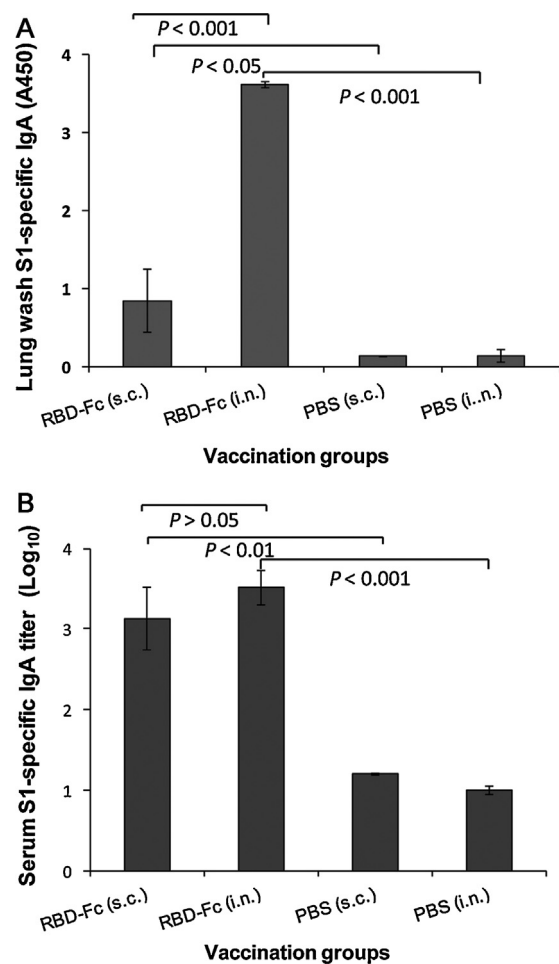 A
P < 0.001
P < 0.05
P < 0.001
Lung wash S1-specific IgA (A450)
4
3
2
1
0
RBD-Fc (s.c.)
RBD-Fc (i.n.)
PBS (s.c.)
PBS (i..n.)
Vaccination groups
B
P > 0.05
P < 0.01
P < 0.001
Serum S1-specific IgA titer (Log₁₀)
4
3
2
1
0
RBD-Fc (s.c.)
RBD-Fc (i.n.)
PBS (s.c.)
PBS (i.n.)
Vaccination groups